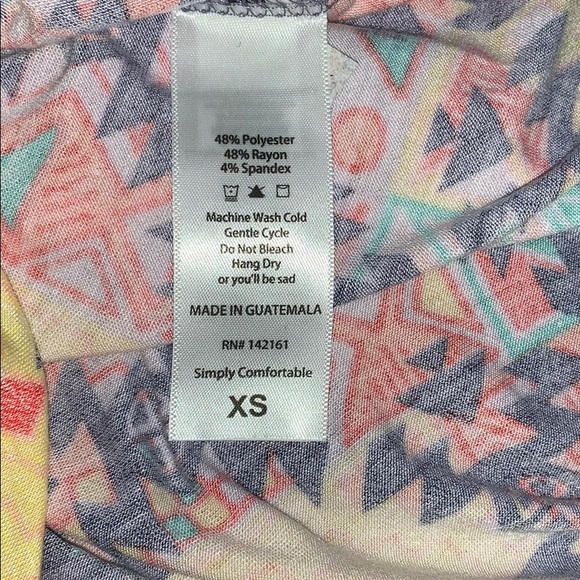 48% Polyester
48% Rayon
4% Spandex
Machine Wash Cold
Gentle Cycle
Do Not Bleach
Hang Dry
or you'll be sad
MADE IN GUATEMALA
RN# 142161
Simply Comfortable
XS